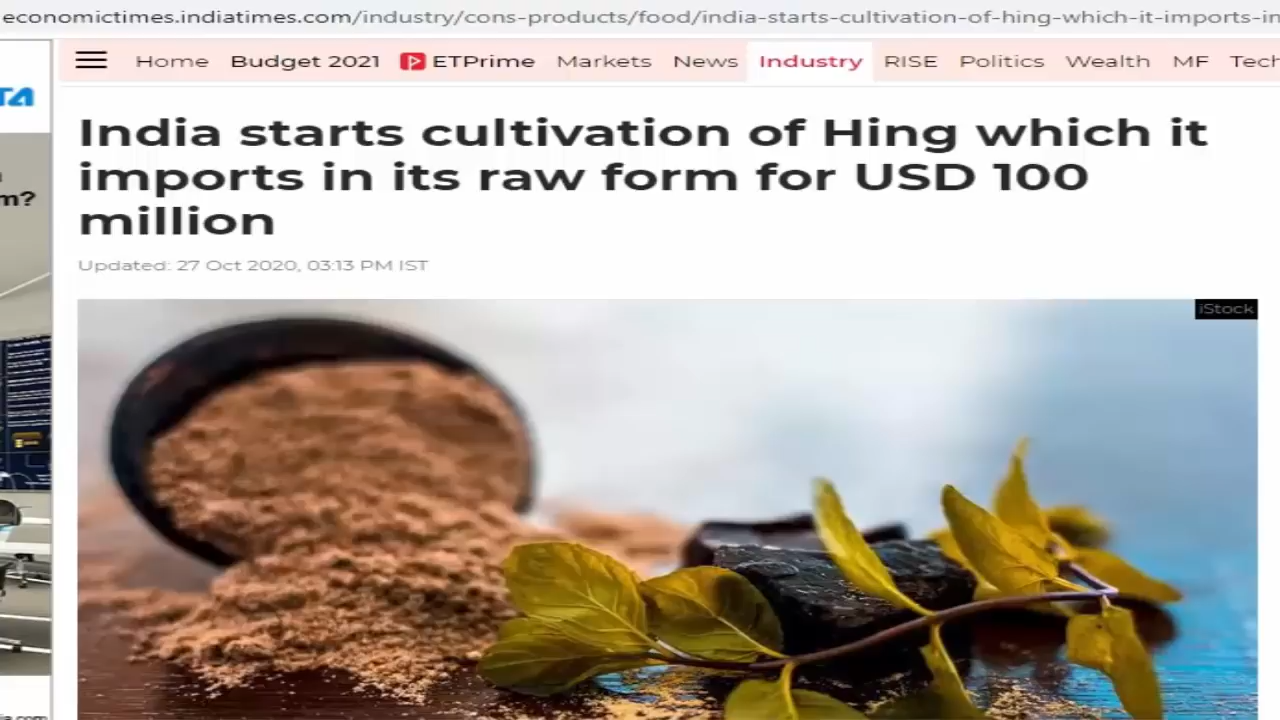 economictimes.indiatimes.com/industry/cons-products/food/india-starts-cultivation-of-hing-which-it-imports-in
Home Budget 2021 ETPrime Markets News Industry RISE Politics Wealth MF Tech
TA
India starts cultivation of Hing which it
imports in its raw form for USD 100
million
m?
Updated: 27 Oct 2020, 03:13 PM IST
iStock